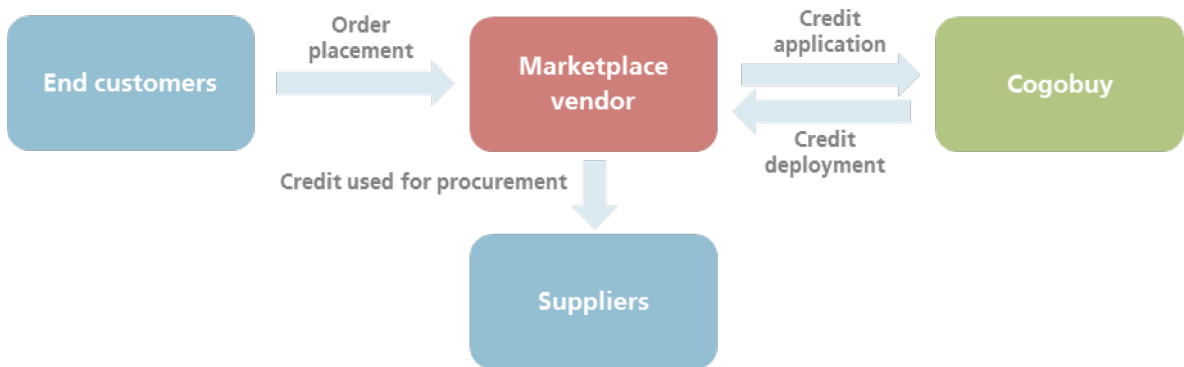 Order
placement
Credit
application
End customers
Marketplace
vendor
Cogobuy
Credit
deployment
Credit used for procurement
Suppliers